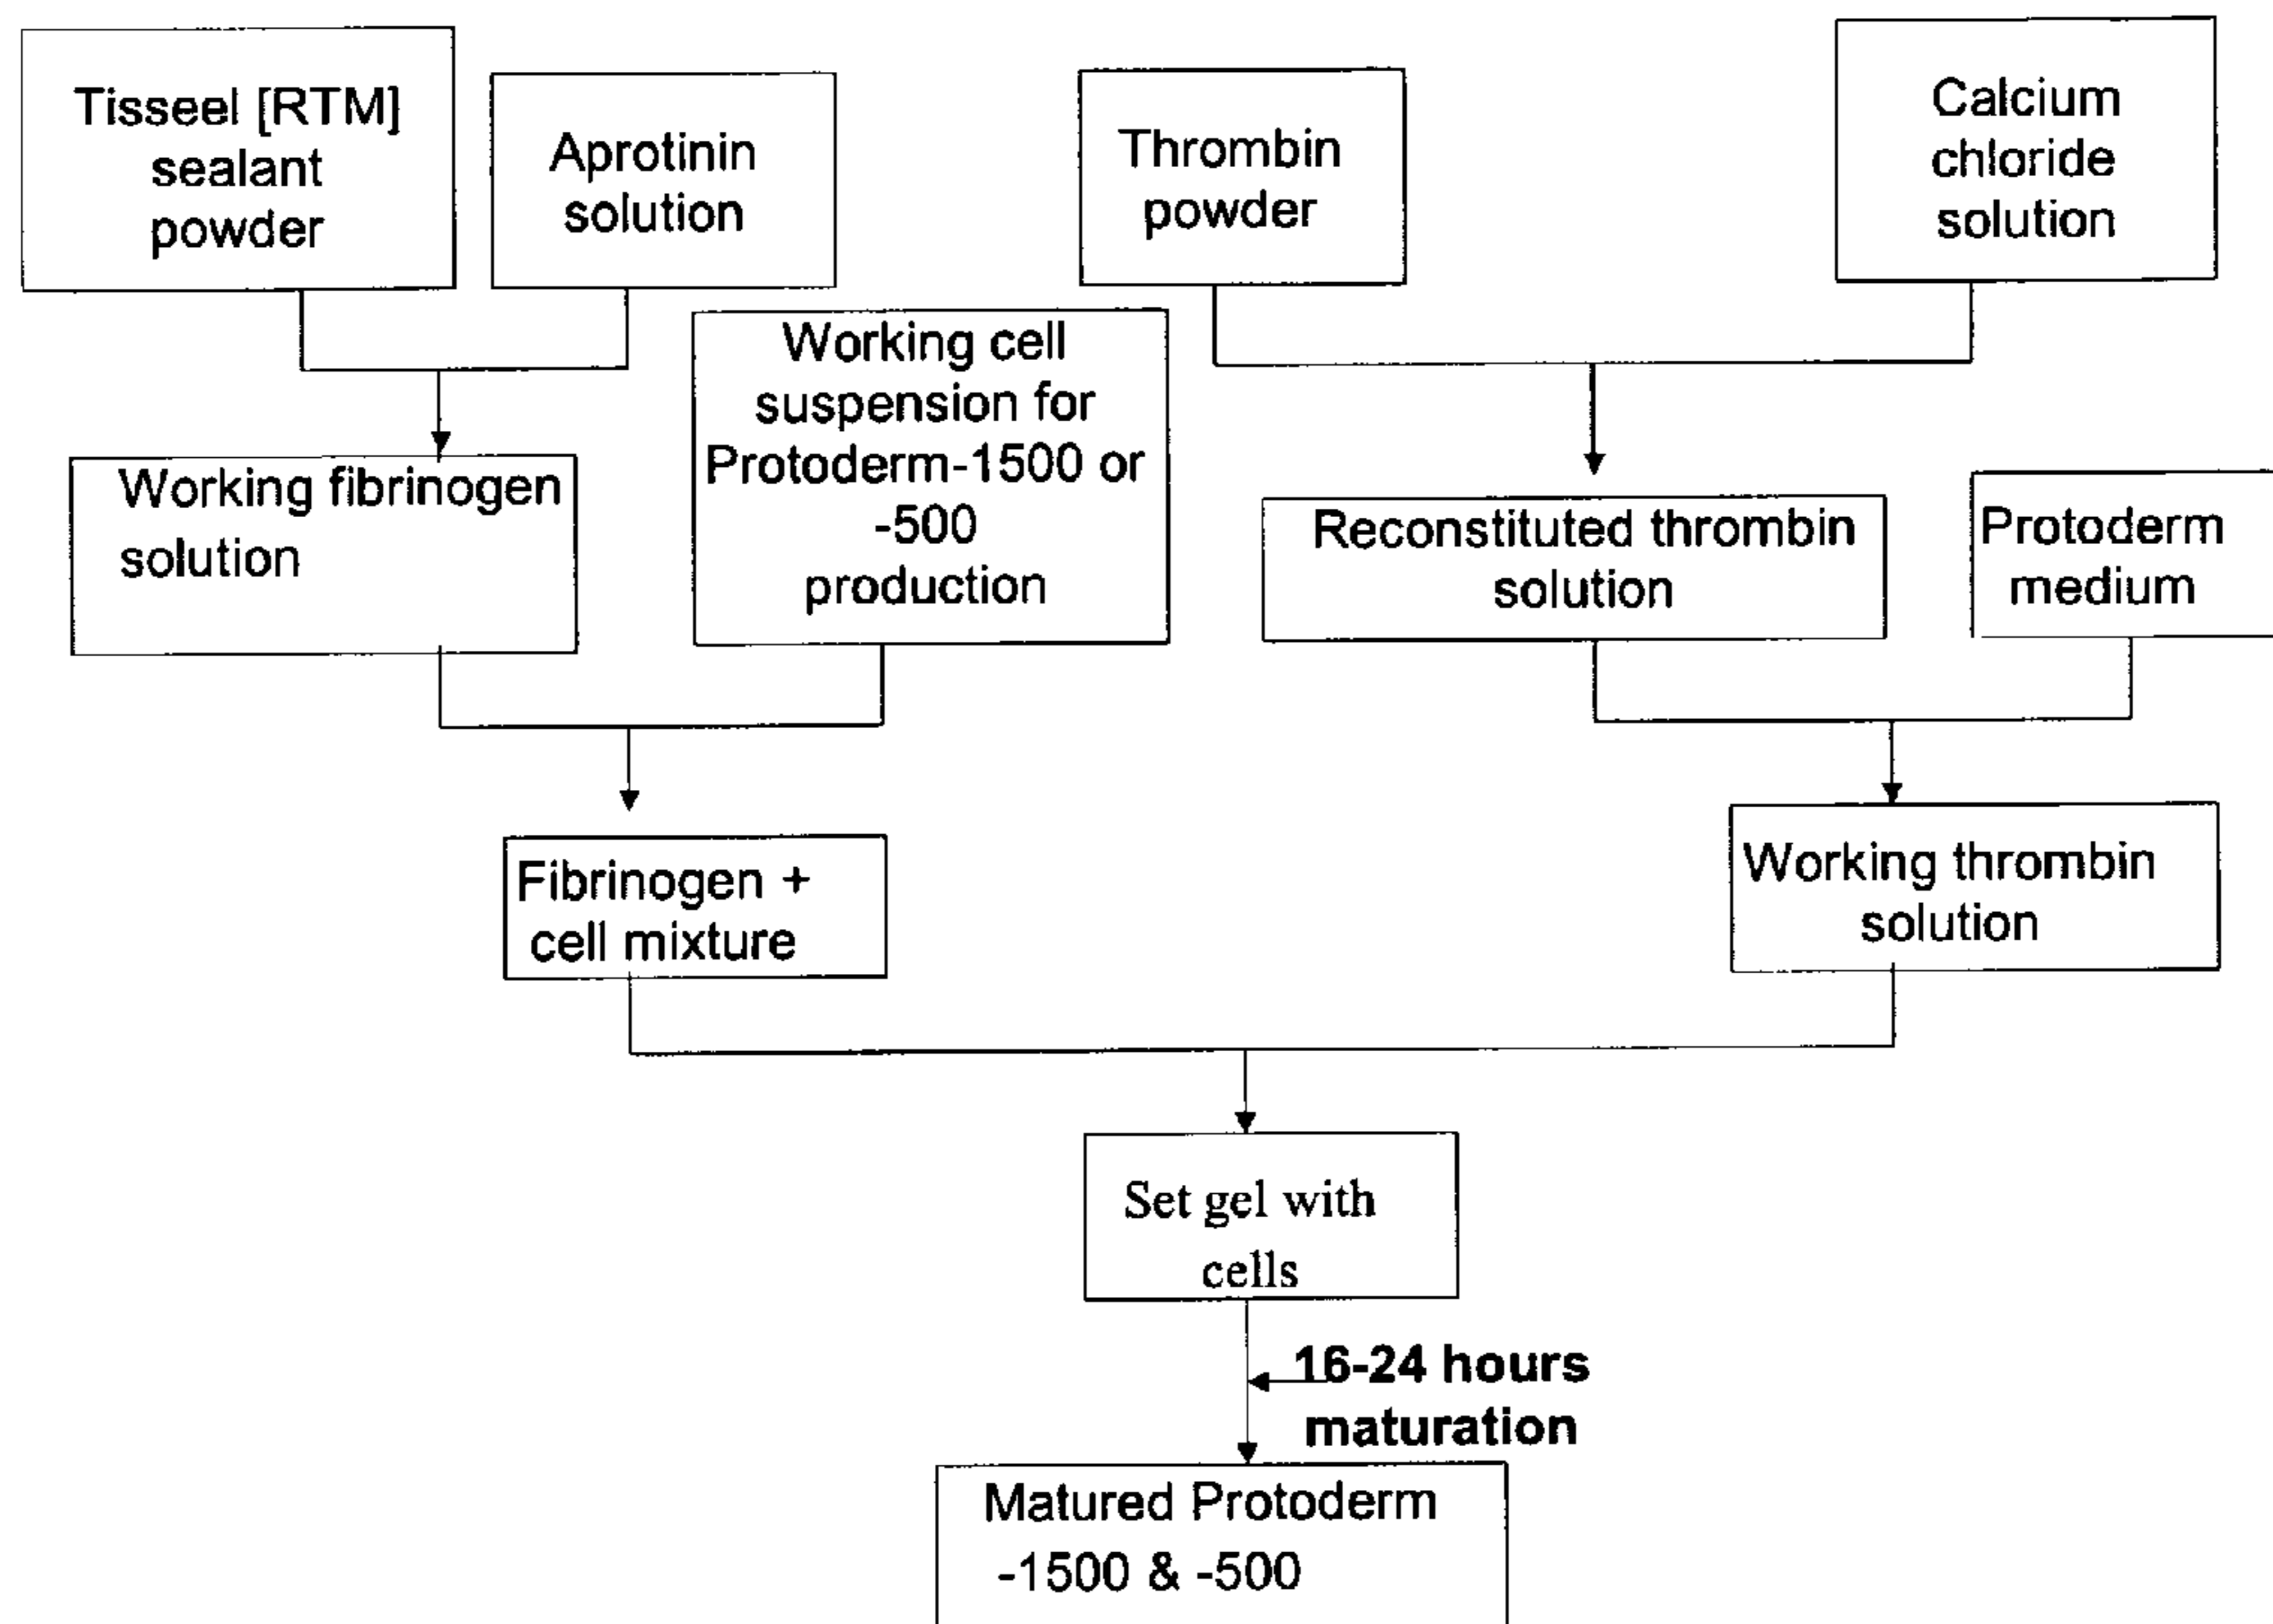 Tisseel [RTM]
sealant
powder
Aprotinin
solution
Thrombin
powder
Calcium
chloride
solution
Working cell
suspension for
Protoderm-1500 or
-500
production
Working fibrinogen
solution
Reconstituted thrombin
solution
Protoderm
medium
Fibrinogen +
cell mixture
Working thrombin
solution
Set gel with
cells
16-24 hours
maturation
Matured Protoderm
-1500 & -500